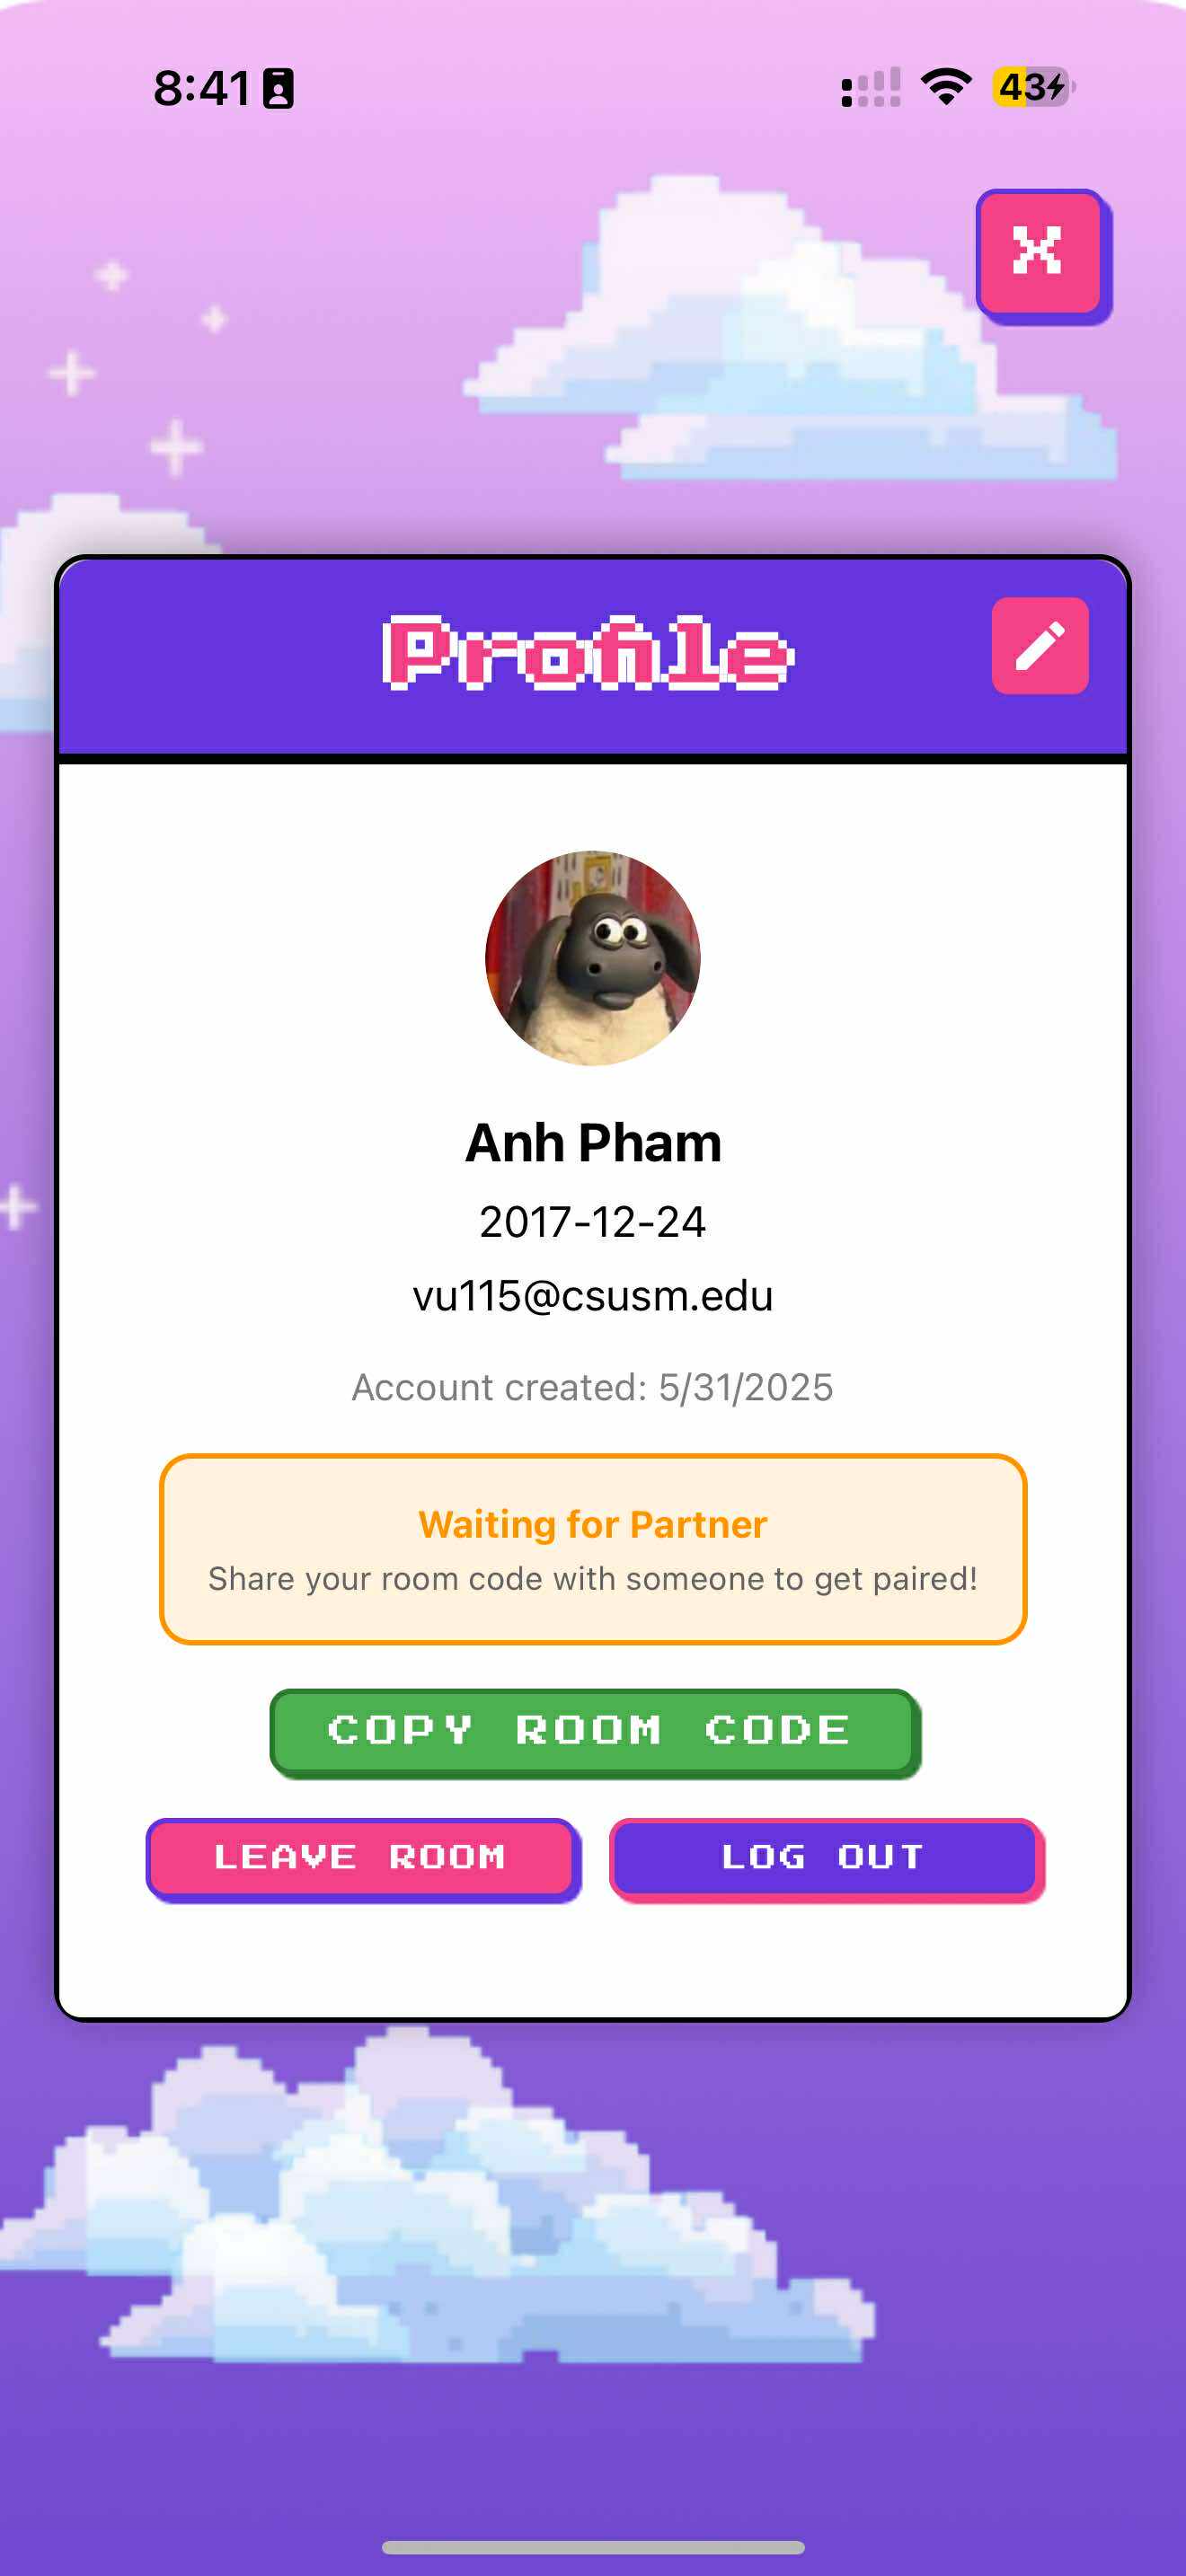 8:41
43
X
Profile
Anh Pham
2017-12-24
vu115@csusm.edu
Account created: 5/31/2025
Waiting for Partner
Share your room code with someone to get paired!
COPY ROOM CODE
LEAVE ROOM LOG OUT